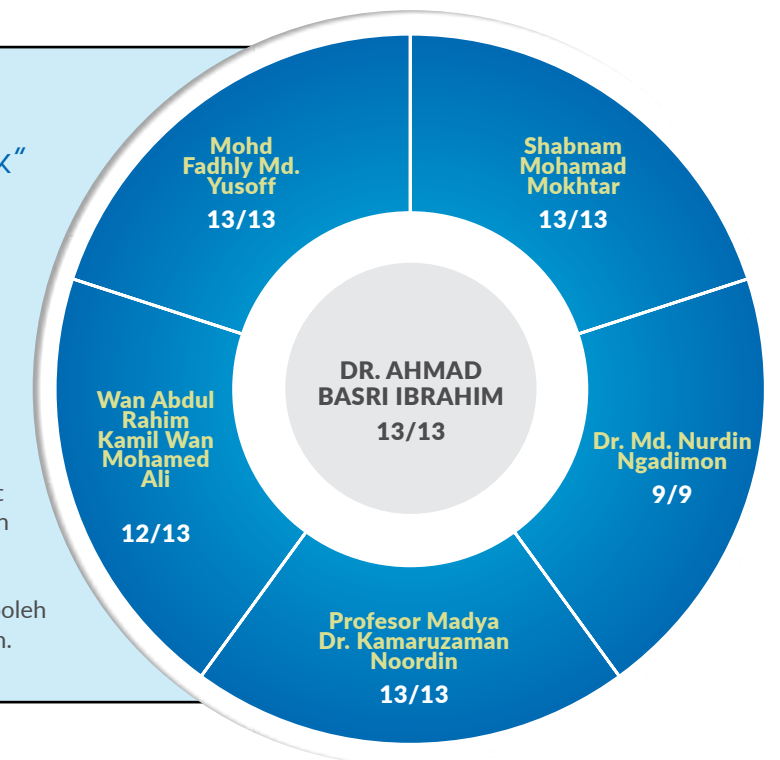 K"
t
n
oleh
n.
Mohd
Fadhly Md.
Yusoff
13/13
Shabnam
Mohamad
Mokhtar
13/13
Wan Abdul
Rahim
Kamil Wan
Mohamed
Ali
12/13
DR. AHMAD
BASRI IBRAHIM
13/13
Dr. Md. Nurdin
Ngadimon
9/9
Profesor Madya
Dr. Kamaruzaman
Noordin
13/13